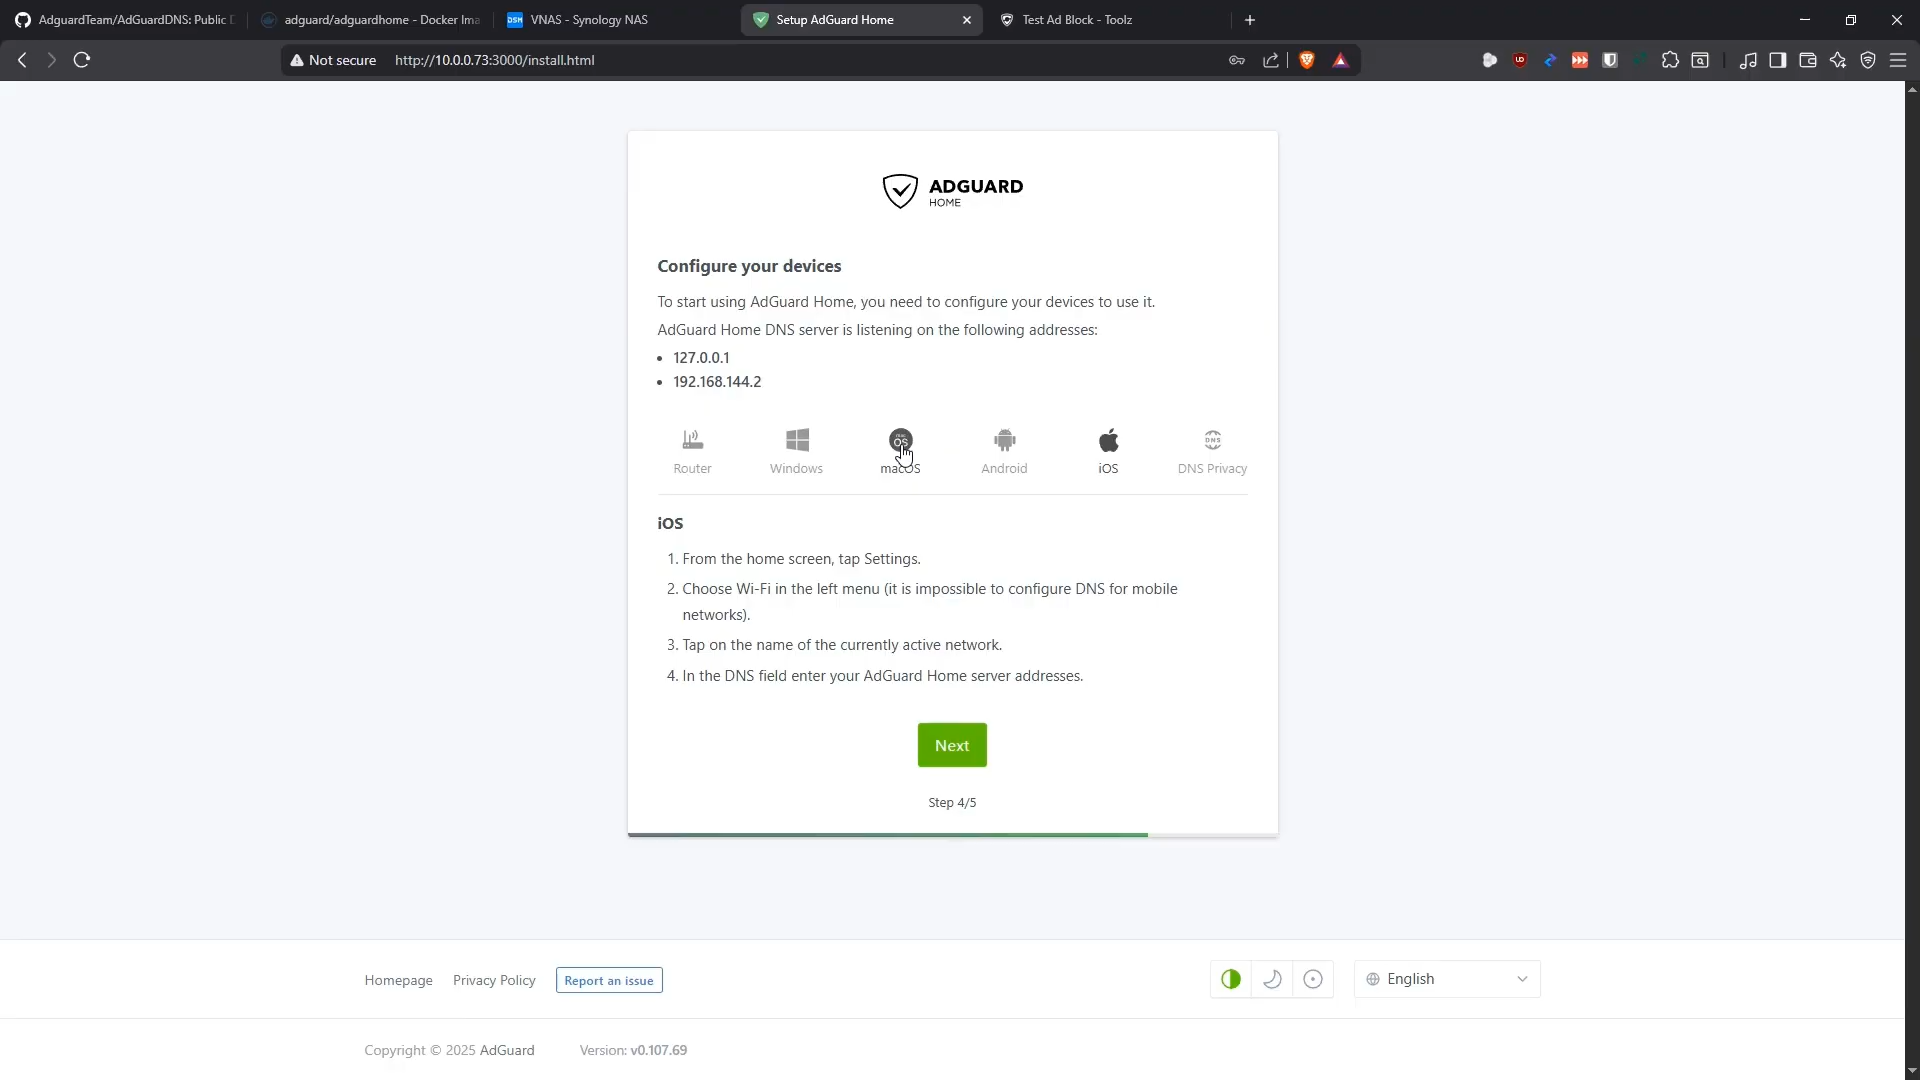 AdguardTeam/AdGuardDNS: Public D
adguard/adguardhome - Docker Ima
DSM
VNAS - Synology NAS
Setup AdGuard Home
Test Ad Block - Toolz
Not secure
http://10.0.0.73:3000/install.html
ADGUARD
HOME
Configure your devices
To start using AdGuard Home, you need to configure your devices to use it.
AdGuard Home DNS server is listening on the following addresses:
127.0.0.1
192.168.144.2
Router
Windows
macOS
Android
iOS
DNS
DNS Privacy
iOS
1. From the home screen, tap Settings.
2. Choose Wi-Fi in the left menu (it is impossible to configure DNS for mobile
networks).
3. Tap on the name of the currently active network.
4. In the DNS field enter your AdGuard Home server addresses.
Next
Step 4/5
Homepage
Privacy Policy
Report an issue
English
Copyright © 2025 AdGuard
Version: v0.107.69